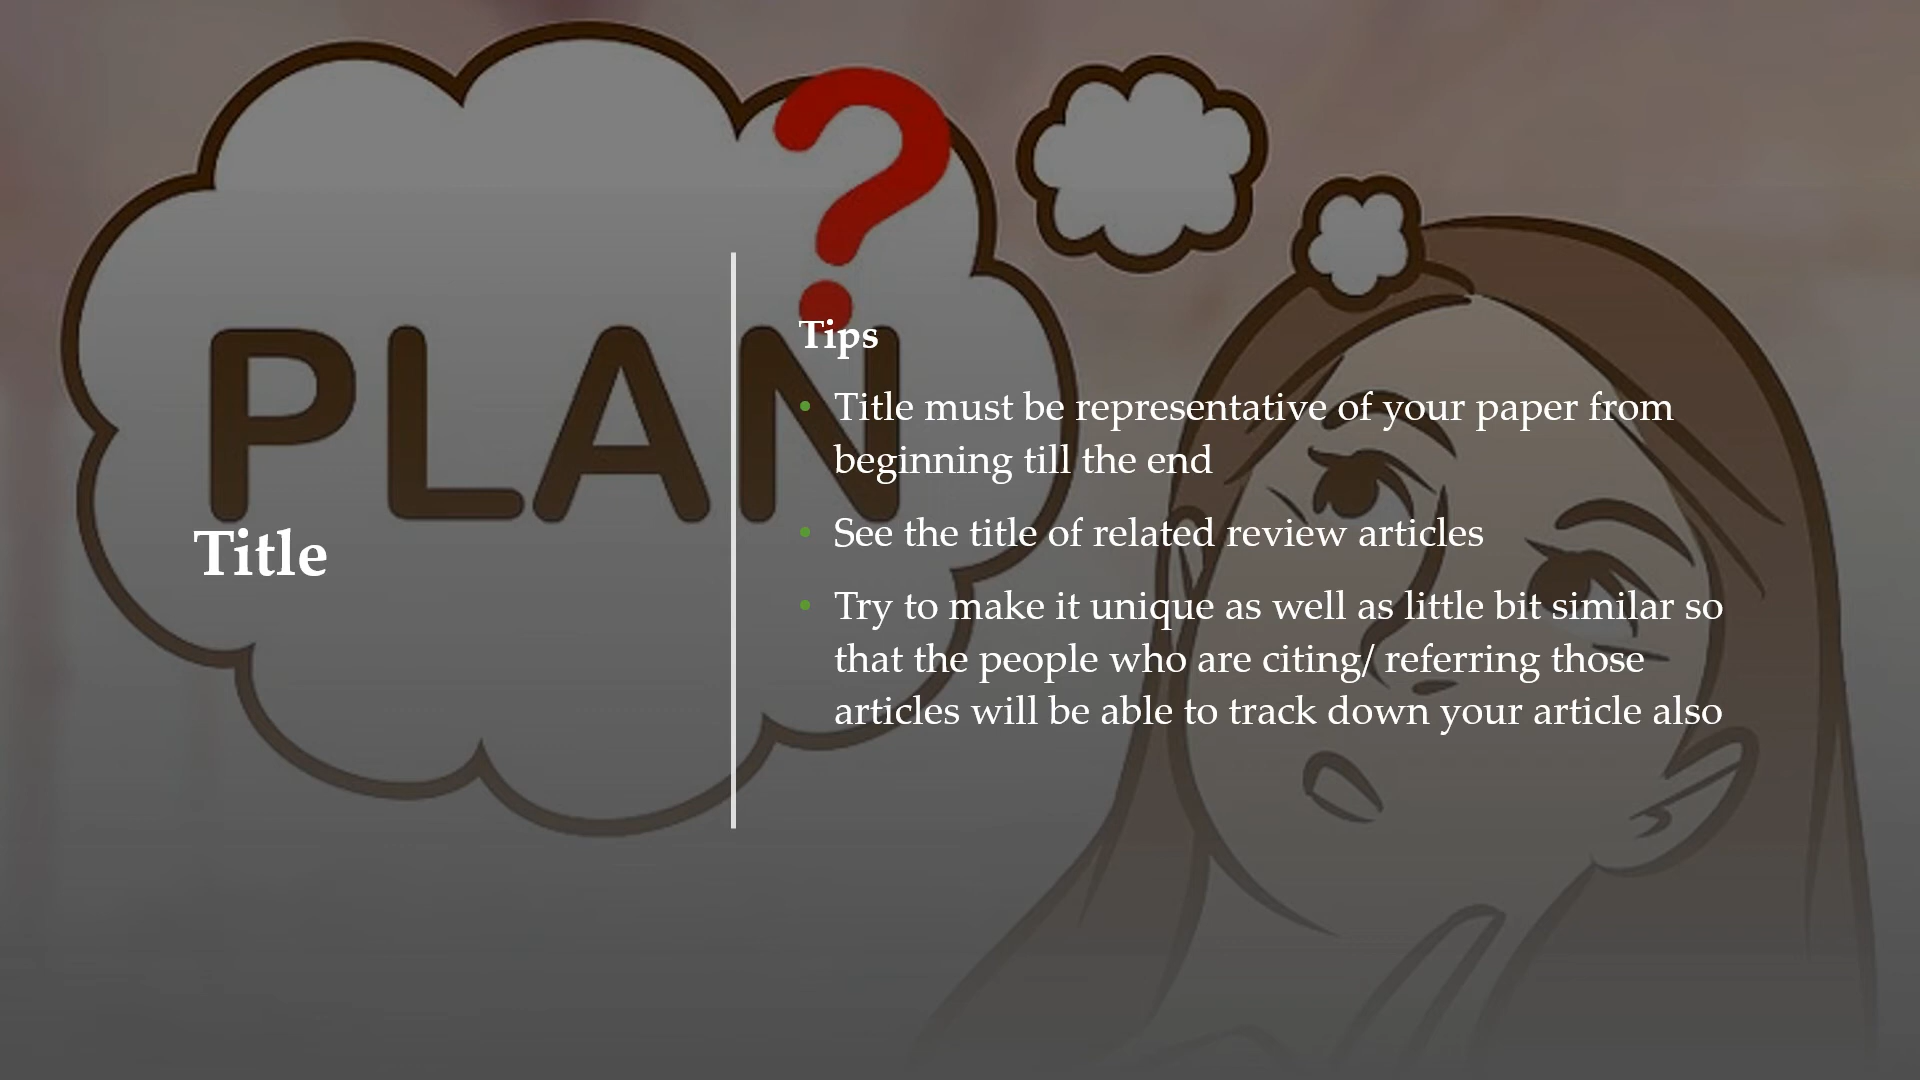 PLAN?
Title
Tips
• Title must be representative of your paper from
beginning till the end
• See the title of related review articles
• Try to make it unique as well as little bit similar so
that the people who are citing/ referring those
articles will be able to track down your article also